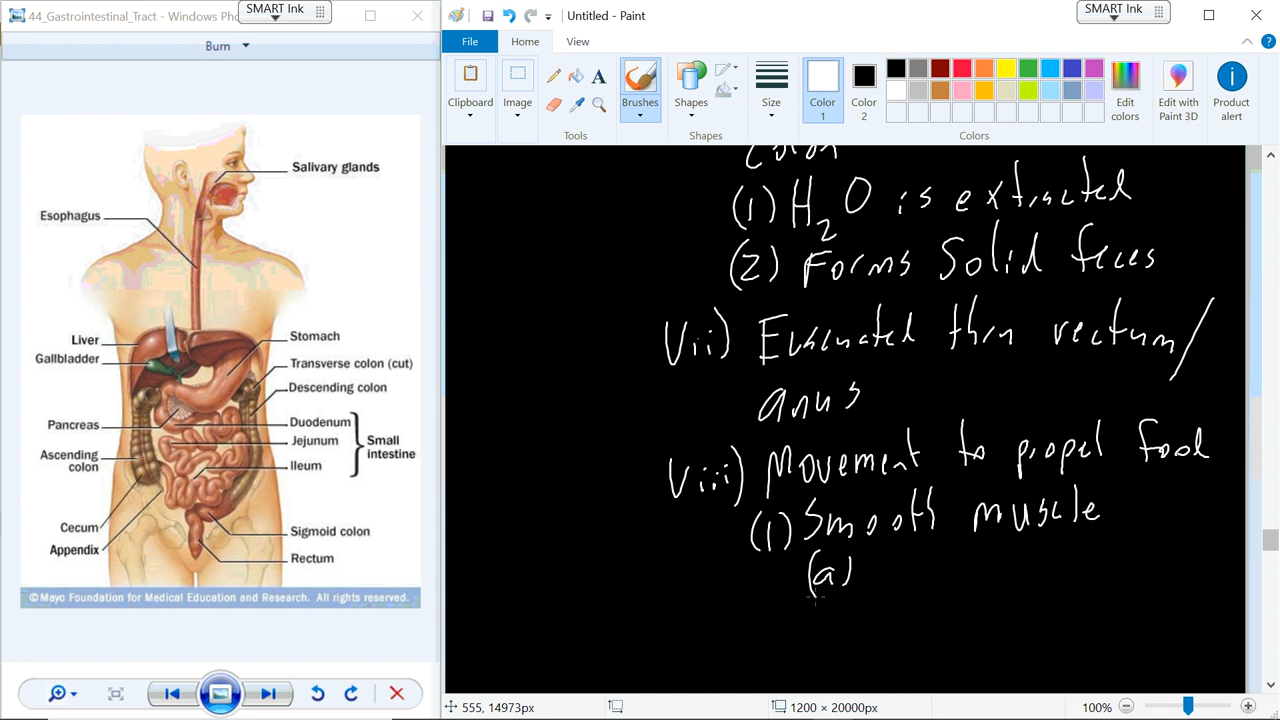 44_Gastrointestinal_Tract - Windows Pho
SMART Ink
Burn
Salivary glands
Esophagus
Liver
Gallbladder
Stomach
Transverse colon (cut)
Descending colon
Pancreas
Duodenum
Jejunum
Ileum
Small
intestine
Ascending
colon
Cecum
Appendix
Sigmoid colon
Rectum
©Mayo Foundation for Medical Education and Research. All rights reserved.
Untitled - Paint
SMART Ink
File Home View
Clipboard Image Brushes Shapes Size Color 1 Color 2 Edit colors Edit with Paint 3D Product alert
Tools Shapes Colors
Colon
(1) H2O is extracted
(2) Forms Solid feces
Vii) Evacuated thru rectum/
anus
Viii) Movement to propel food
(1) Smooth muscle
(a)
555, 14973px 1200 × 20000px 100%